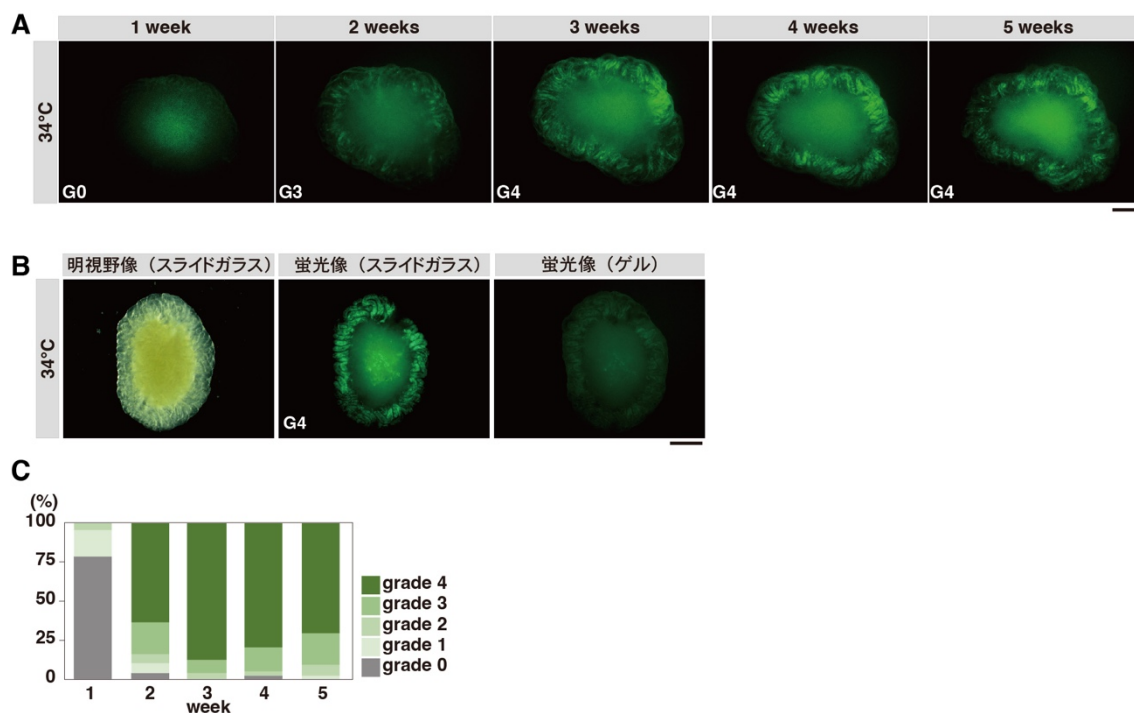 A
1 week
2 weeks
3 weeks
4 weeks
5 weeks
34°C
G0
G3
G4
G4
G4
B
明視野像（スライドガラス）
蛍光像（スライドガラス）
蛍光像（ゲル）
34°C
G4
C
(%)
100
75
50
25
0
1
2
3
4
5
week
grade 4
grade 3
grade 2
grade 1
grade 0